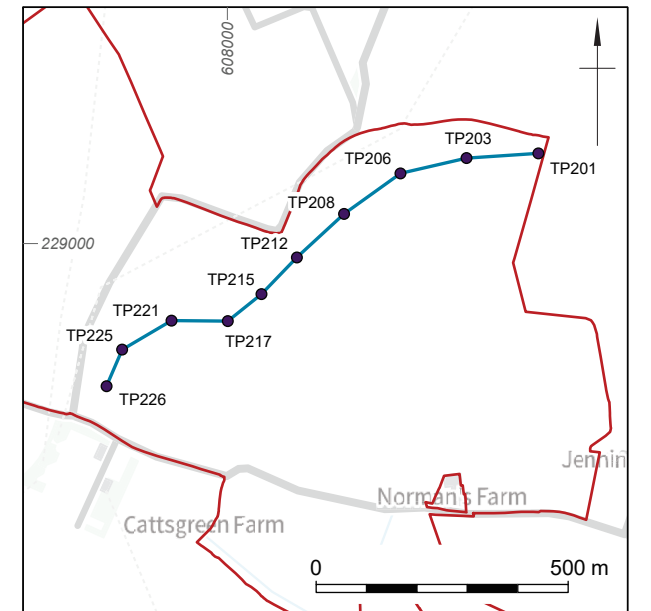 608000
TP203
TP206
TP201
TP208
TP212
229000
TP215
TP221
TP225
TP217
TP226
Jennin
Norman's Farm
Cattsgreen Farm
0 500 m